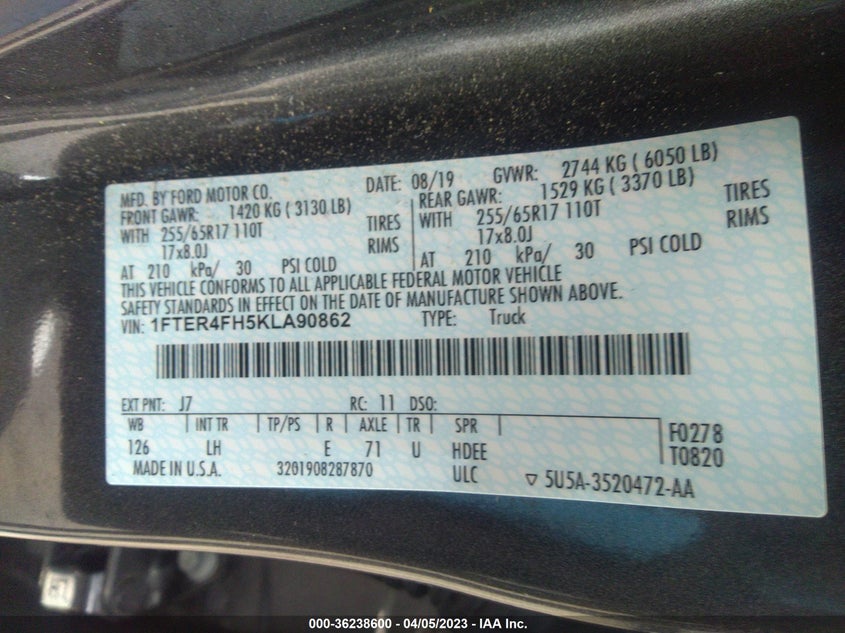 MFD. BY FORD MOTOR CO. DATE: 08/19 GVWR: 2744 KG ( 6050 LB)
FRONT GAWR: 1420 KG ( 3130 LB) REAR GAWR: 1529 KG ( 3370 LB)
WITH 255/65R17 110T TIRES WITH 255/65R17 110T TIRES
17x8.0J RIMS 17x8.0J RIMS
AT 210 kPa/ 30 PSI COLD AT 210 kPa/ 30 PSI COLD
THIS VEHICLE CONFORMS TO ALL APPLICABLE FEDERAL MOTOR VEHICLE
SAFETY STANDARDS IN EFFECT ON THE DATE OF MANUFACTURE SHOWN ABOVE.
VIN: 1FTER4FH5KLA90862 TYPE: Truck
EXT PNT: J7 RC: 11 DSO:
WB INT TR TP/PS R AXLE TR SPR
126 LH E 71 U HDEE
F0278
T0820
MADE IN U.S.A. 3201908287870 ULC ▽ 5U5A-3520472-AA
000-36238600 - 04/05/2023 - IAA Inc.